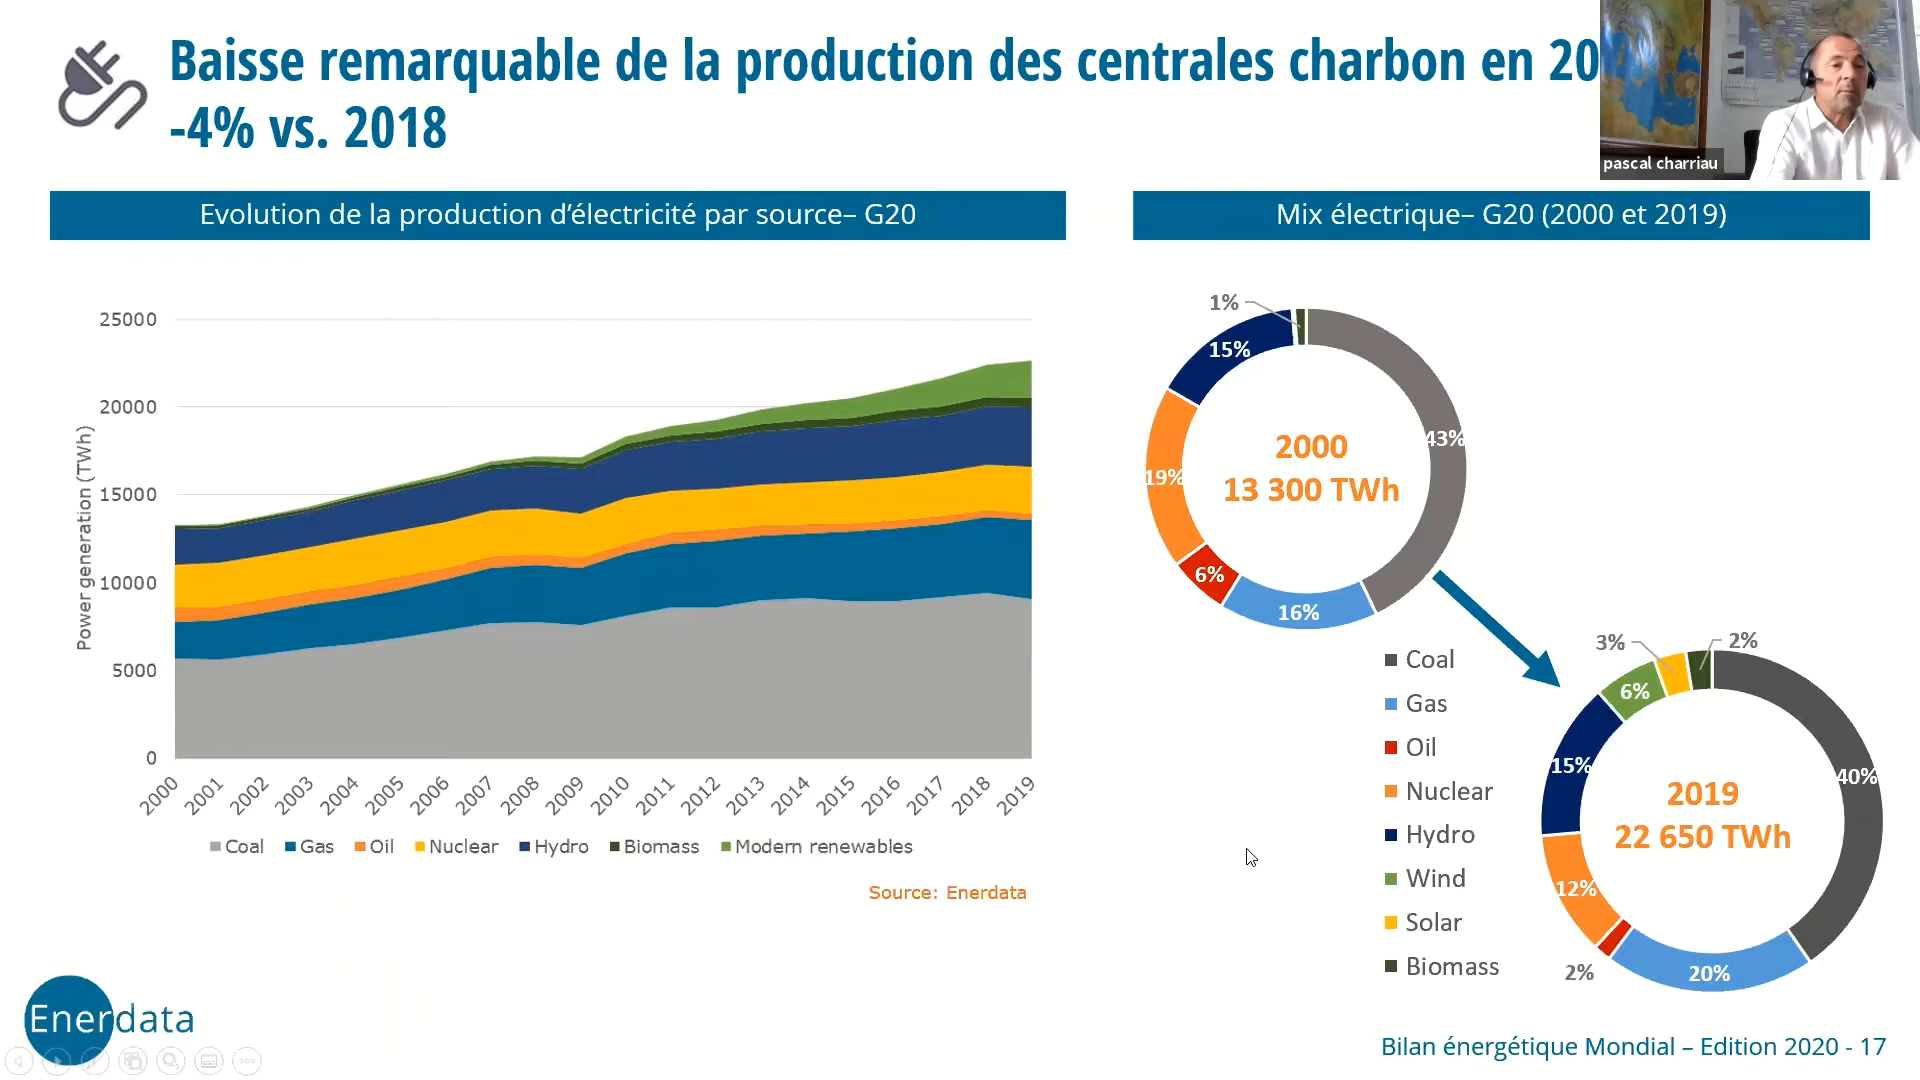 Baisse remarquable de la production des centrales charbon en 20
-4% vs. 2018
pascal charriau
Evolution de la production d’électricité par source– G20
Mix électrique– G20 (2000 et 2019)
Power generation (TWh)
25000
20000
15000
10000
5000
0
2000
2001
2002
2003
2004
2005
2006
2007
2008
2009
2010
2011
2012
2013
2014
2015
2016
2017
2018
2019
Coal
Gas
Oil
Nuclear
Hydro
Biomass
Modern renewables
Source: Enerdata
1%
15%
43%
19%
6%
16%
2000
13 300 TWh
Coal
Gas
Oil
Nuclear
Hydro
Wind
Solar
Biomass
3%
2%
6%
15%
40%
12%
2%
20%
2019
22 650 TWh
Enerdata
Bilan énergétique Mondial – Edition 2020 - 17